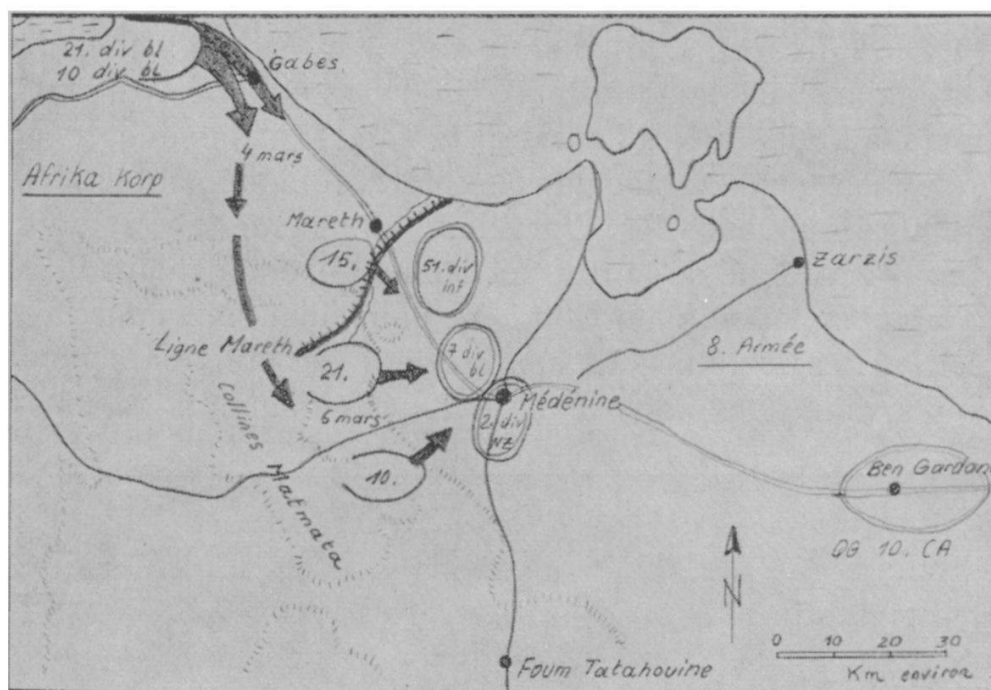 21. div bl
10 div bl
Gabes
4 mars
Afrika Korp
Mareth
15.
51. div
inf
Zarzis
Ligne Mareth
21.
7 div
bl
8. Armée
Médénine
6 mars
2. div
NZ
Collines
Matmata
10.
Ben Gardan
QG 10. CA
N
0 10 20 30
Km environ
Foum Tatahouine